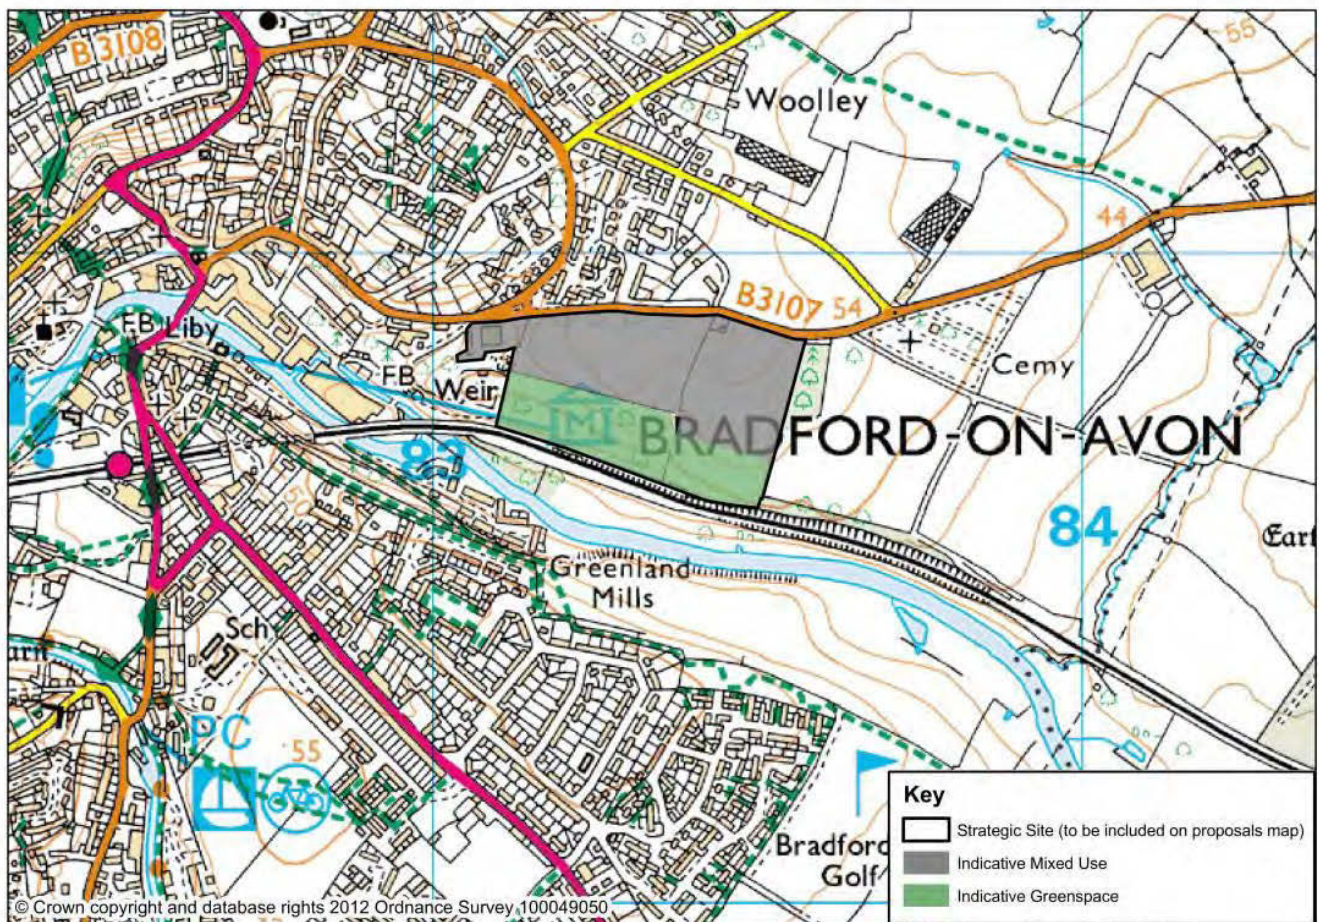 B 3108
55
Woolley
44
B3107 54
FB
Liby
FB
Weir
Cemy
M
BRADFORD-ON-AVON
83
50
84
Greenland
Mills
Sch
PC
55
Bradford
Golf
Key
Strategic Site (to be included on proposals map)
Indicative Mixed Use
Indicative Greenspace
© Crown copyright and database rights 2012 Ordnance Survey 100049050